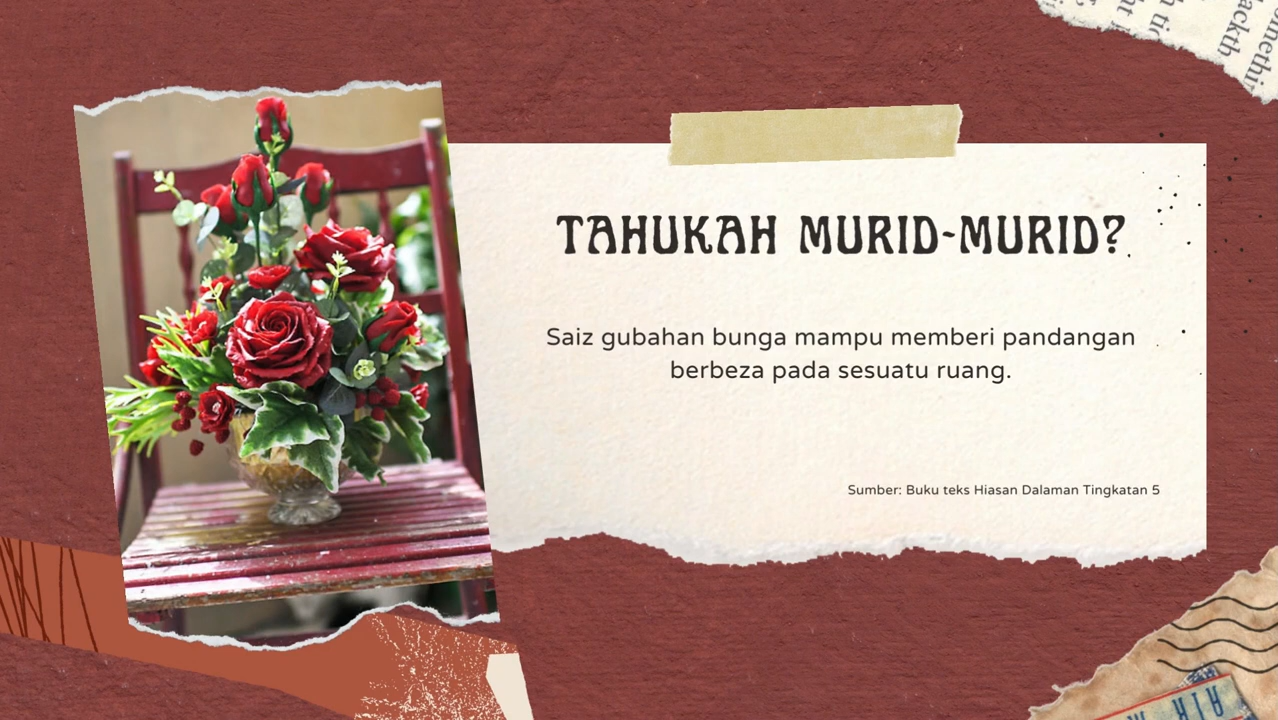 TAHUKAH MURID-MURID?
Saiz gubahan bunga mampu memberi pandangan
berbeza pada sesuatu ruang.
Sumber: Buku teks Hiasan Dalaman Tingkatan 5